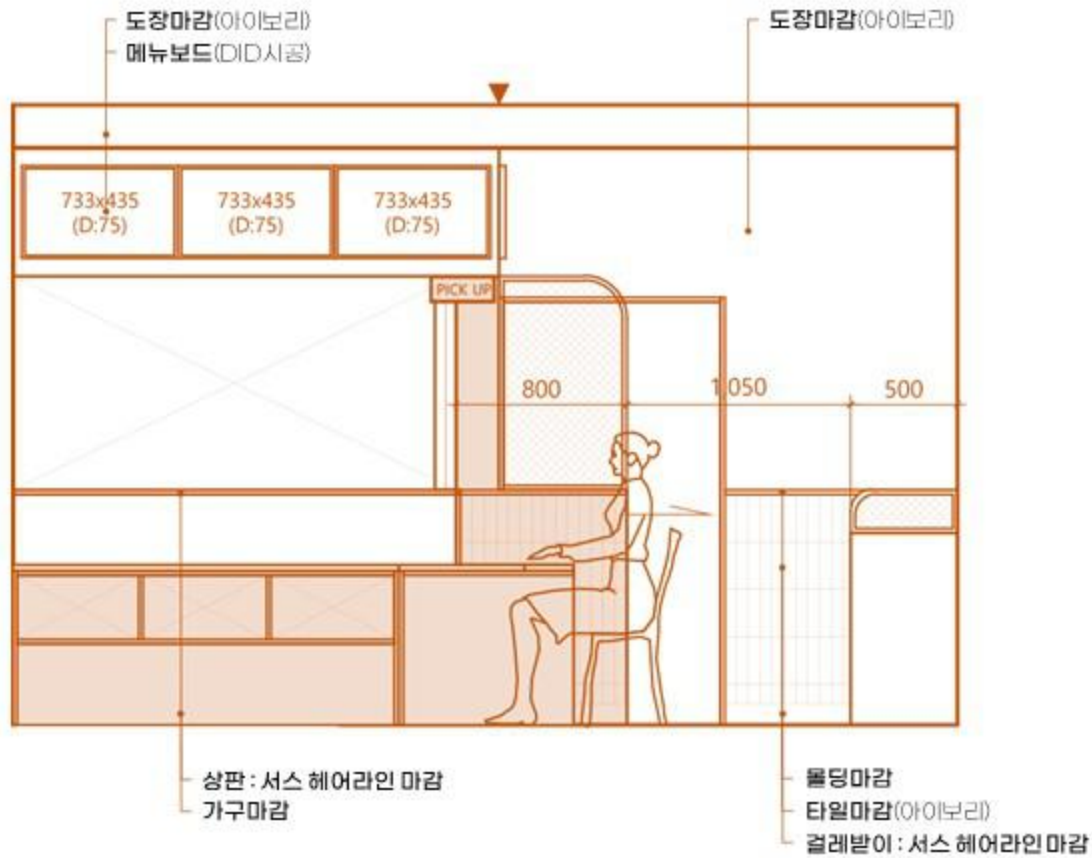 도장마감(아이보리)
메뉴보드(DID시공)
도장마감(아이보리)
733x435
(D:75)
733x435
(D:75)
733x435
(D:75)
PICK UP
800
1,050
500
상판 : 서스 헤어라인 마감
가구마감
몰딩마감
타일마감(아이보리)
걸레받이 : 서스 헤어라인 마감